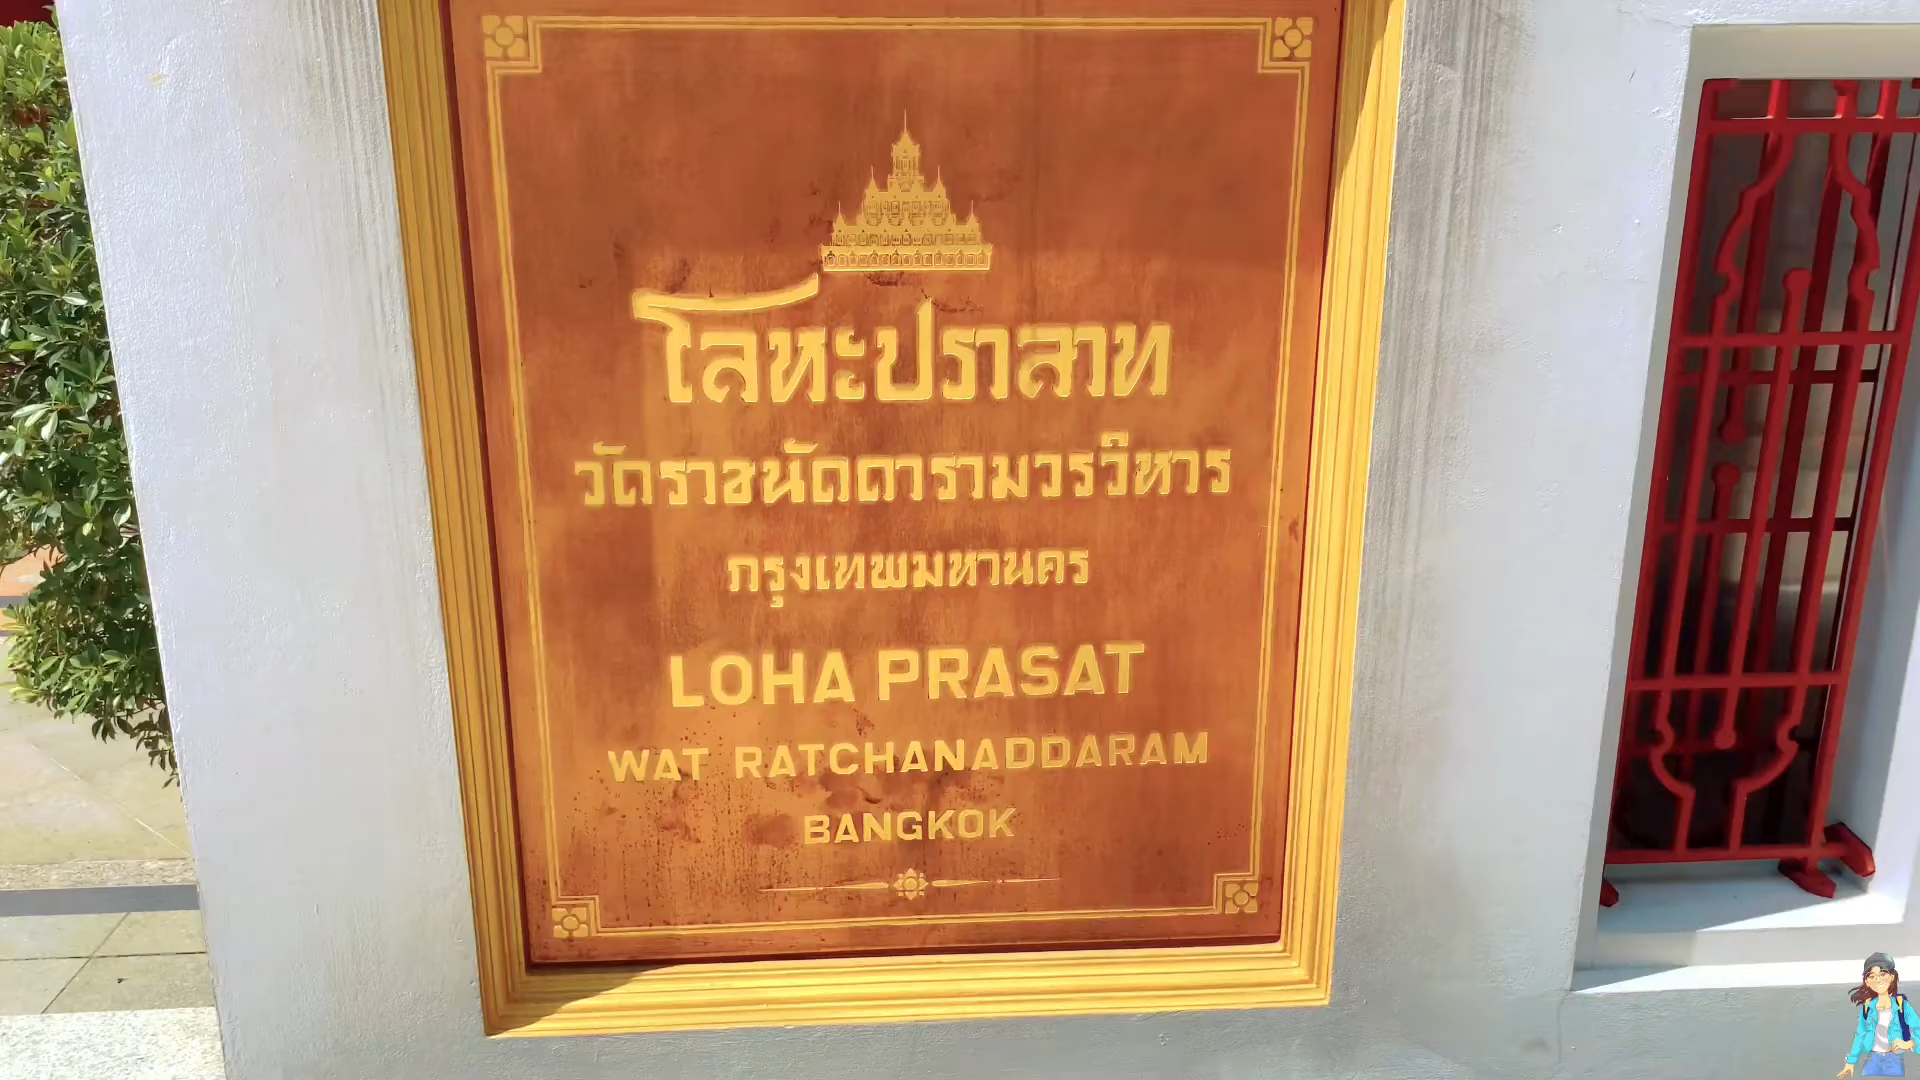 โลหะปราสาท
วัดราชนัดดารามวรวิหาร
กรุงเทพมหานคร
LOHA PRASAT
WAT RATCHANADDARAM
BANGKOK